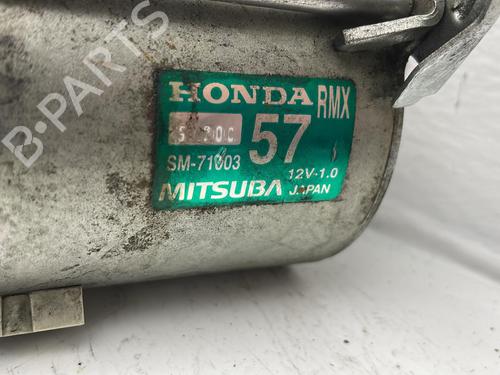 B-PARTS
HONDA RMX
57
SM-71003
12V-1.0
MITSUBA JAPAN